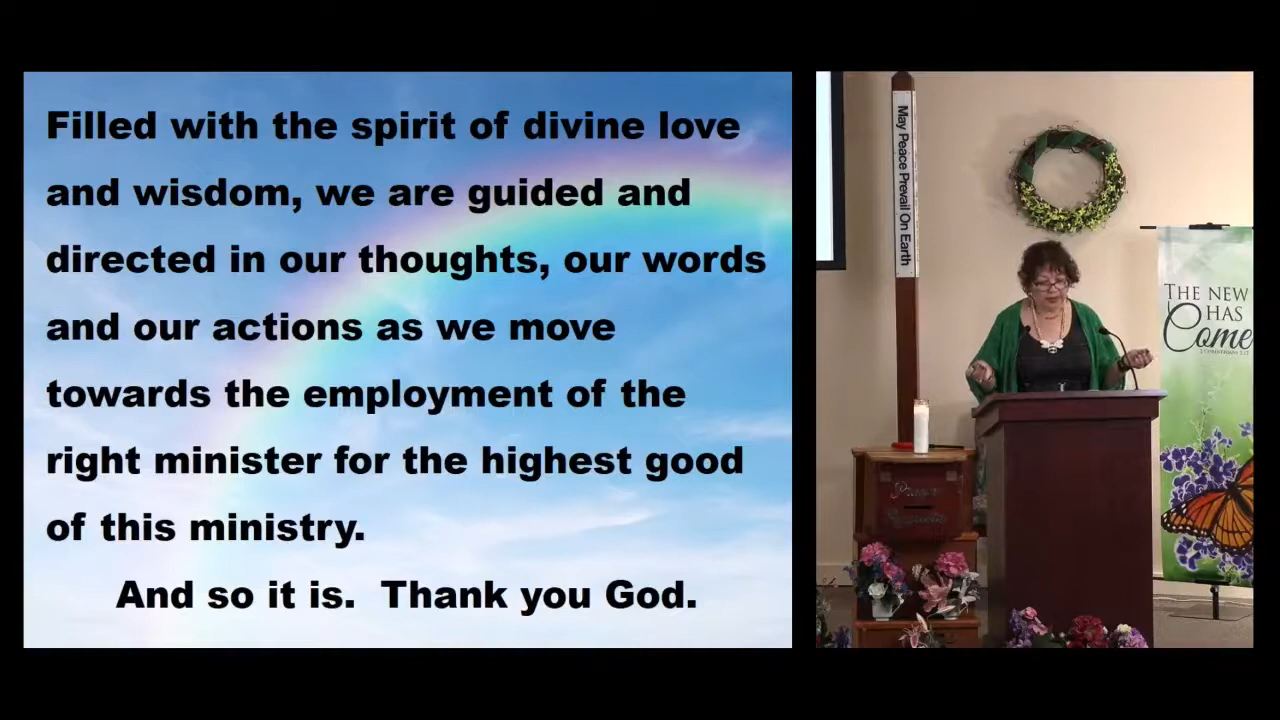 Filled with the spirit of divine love
and wisdom, we are guided and
directed in our thoughts, our words
and our actions as we move
towards the employment of the
right minister for the highest good
of this ministry.
And so it is.  Thank you God.
May Peace Prevail On Earth
THE NEW
HAS
Come
Prayer